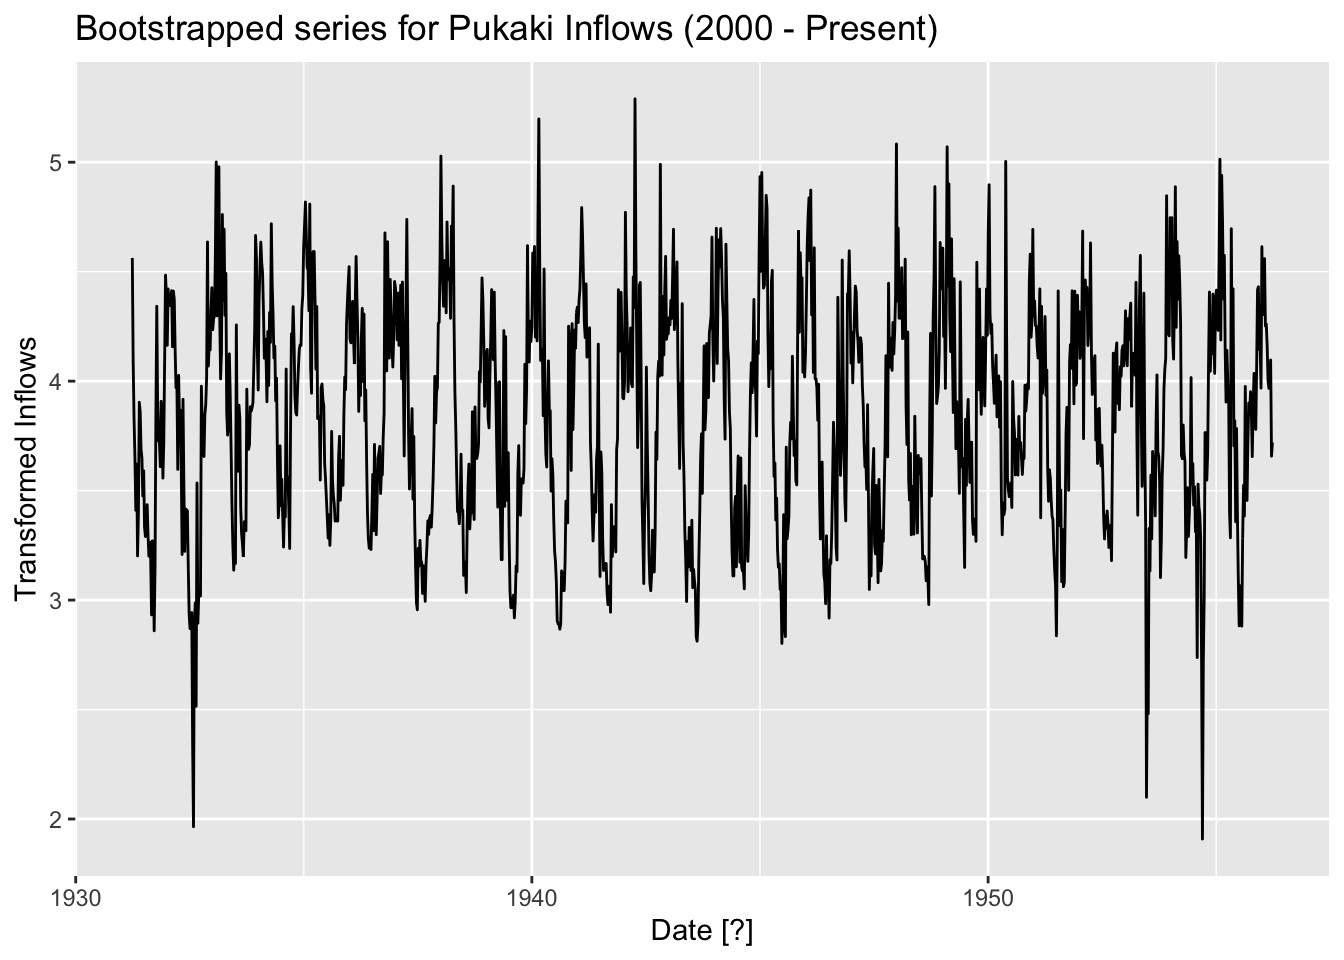 Bootstrapped series for Pukaki Inflows (2000 - Present)
5
4
3
2
Transformed Inflows
1930
1940
1950
Date [?]